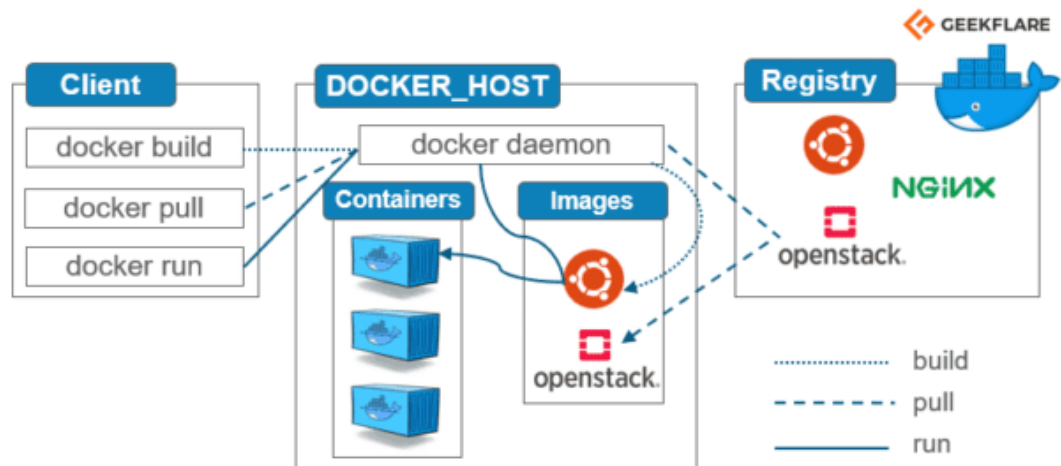 GEEKFLARE
Client
DOCKER_HOST
Registry
docker build
docker daemon
docker pull
Containers
Images
NGINX
docker run
openstack.
openstack.
build
pull
run